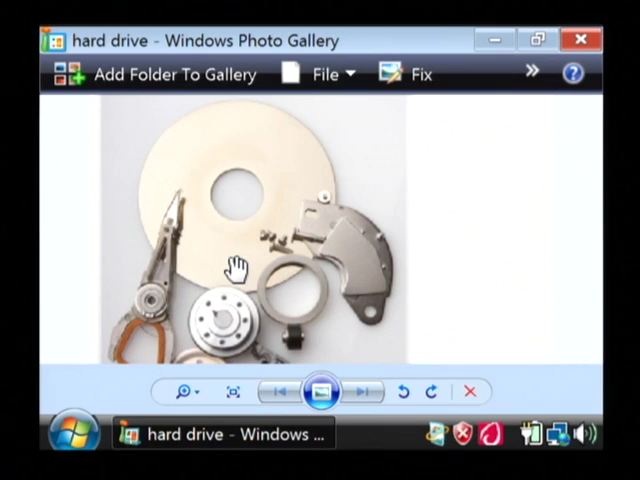 hard drive - Windows Photo Gallery
Add Folder To Gallery File Fix » ?
hard drive - Windows ...